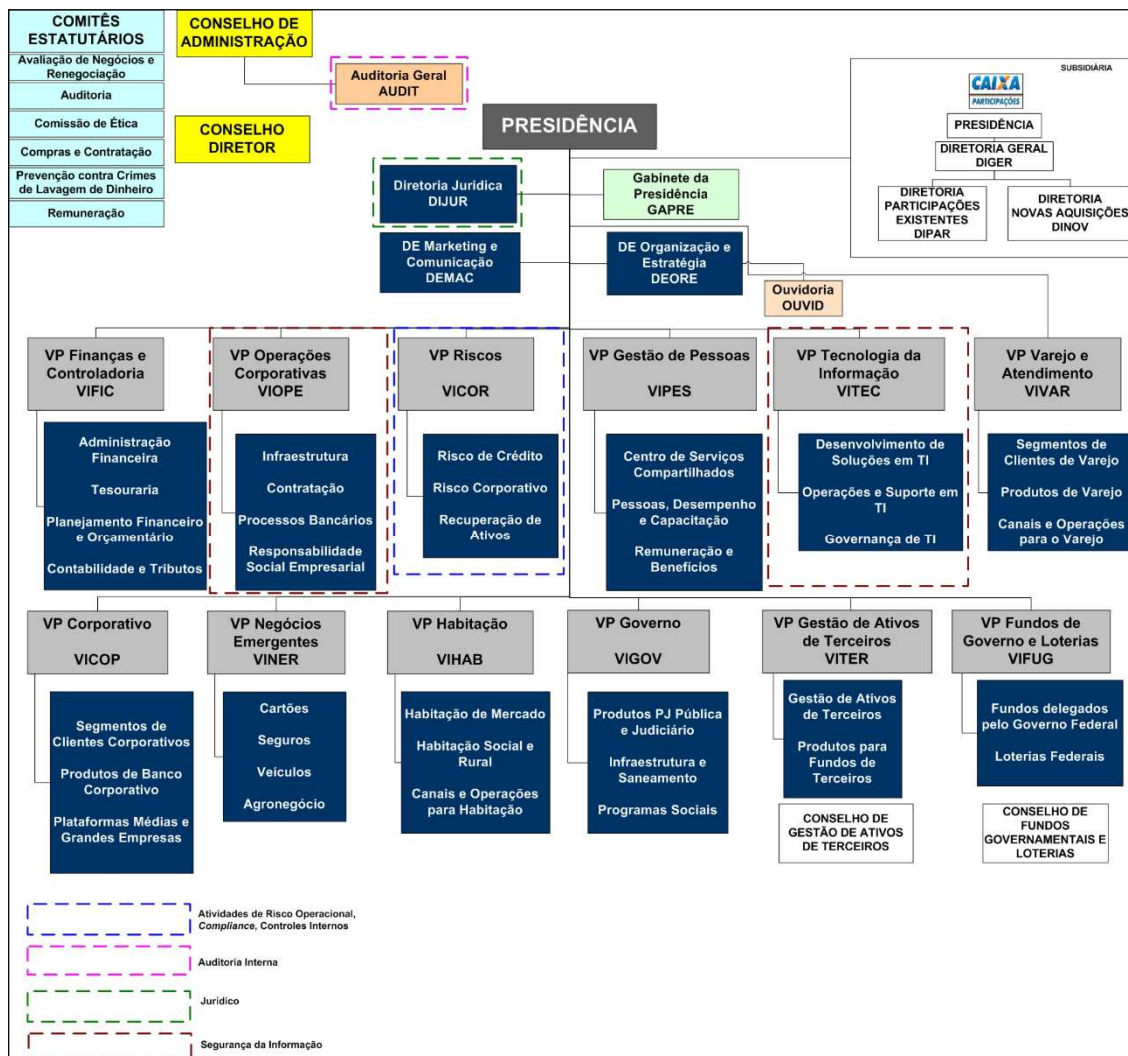 COMITÊS
ESTATUTÁRIOS
Avaliação de Negócios e
Renegociação
Auditoria
Comissão de Ética
Compras e Contratação
Prevenção contra Crimes
de Lavagem de Dinheiro
Remuneração
CONSELHO DE
ADMINISTRAÇÃO
Auditoria Geral
AUDIT
CONSELHO
DIRETOR
PRESIDÊNCIA
SUBSIDIÁRIA
CAIXA
PARTICIPAÇÕES
PRESIDÊNCIA
DIRETORIA GERAL
DIGER
DIRETORIA
PARTICIPAÇÕES
EXISTENTES
DIPAR
DIRETORIA
NOVAS AQUISIÇÕES
DINOV
Diretoria Juridica
DIJUR
Gabinete da
Presidência
GAPRE
DE Marketing e
Comunicação
DEMAC
DE Organização e
Estratégia
DEORE
Ouvidoria
OUVID
VP Finanças e
Controladoria
VIFIC
VP Operações
Corporativas
VIOPE
VP Riscos
VICOR
VP Gestão de Pessoas
VIPES
VP Tecnologia da
Informação
VITEC
VP Varejo e
Atendimento
VIVAR
Administração
Financeira
Tesouraria
Planejamento Financeiro
e Orçamentário
Contabilidade e Tributos
Infraestrutura
Contratação
Processos Bancários
Responsabilidade
Social Empresarial
Risco de Crédito
Risco Corporativo
Recuperação de
Ativos
Centro de Serviços
Compartilhados
Pessoas, Desempenho
e Capacitação
Remuneração e
Benefícios
Desenvolvimento de
Soluções em TI
Operações e Suporte em
TI
Governança de TI
Segmentos de
Clientes de Varejo
Produtos de Varejo
Canais e Operações
para o Varejo
VP Corporativo
VICOP
VP Negócios
Emergentes
VINER
VP Habitação
VIHAB
VP Governo
VIGOV
VP Gestão de Ativos
de Terceiros
VITER
VP Fundos de
Governo e Loterias
VIFUG
Segmentos de
Clientes Corporativos
Produtos de Banco
Corporativo
Plataformas Médias e
Grandes Empresas
Cartões
Seguros
Veículos
Agronegócio
Habitação de Mercado
Habitação Social e
Rural
Canais e Operações
para Habitação
Produtos PJ Pública
e Judiciário
Infraestrutura e
Saneamento
Programas Sociais
Gestão de Ativos
de Terceiros
Produtos para
Fundos de
Terceiros
Fundos delegados
pelo Governo Federal
Loterias Federais
CONSELHO DE
GESTÃO DE ATIVOS
DE TERCEIROS
CONSELHO DE
FUNDOS
GOVERNAMENTAIS E
LOTERIAS
Atividades de Risco Operacional,
Compliance, Controles Internos
Auditoria Interna
Juridico
Segurança da Informação